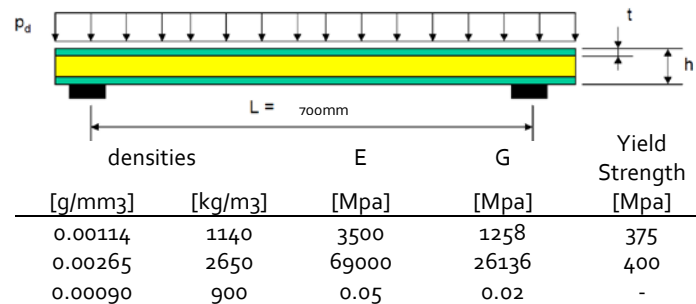 p_d
t
h
L = 700mm
densities E G Yield Strength
[g/mm3] [kg/m3] [Mpa] [Mpa] [Mpa]
0.00114 1140 3500 1258 375
0.00265 2650 69000 26136 400
0.00090 900 0.05 0.02 -